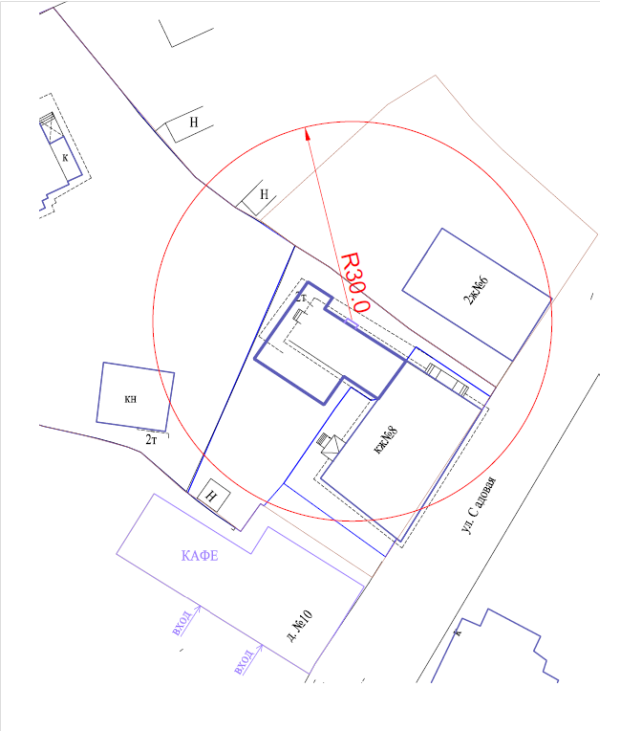 Н
к
Н
R30.0
2т
2ж№6
кн
2т
кж№8
Н
ул. Садовая
КАФЕ
д. №10
вход
вход
к